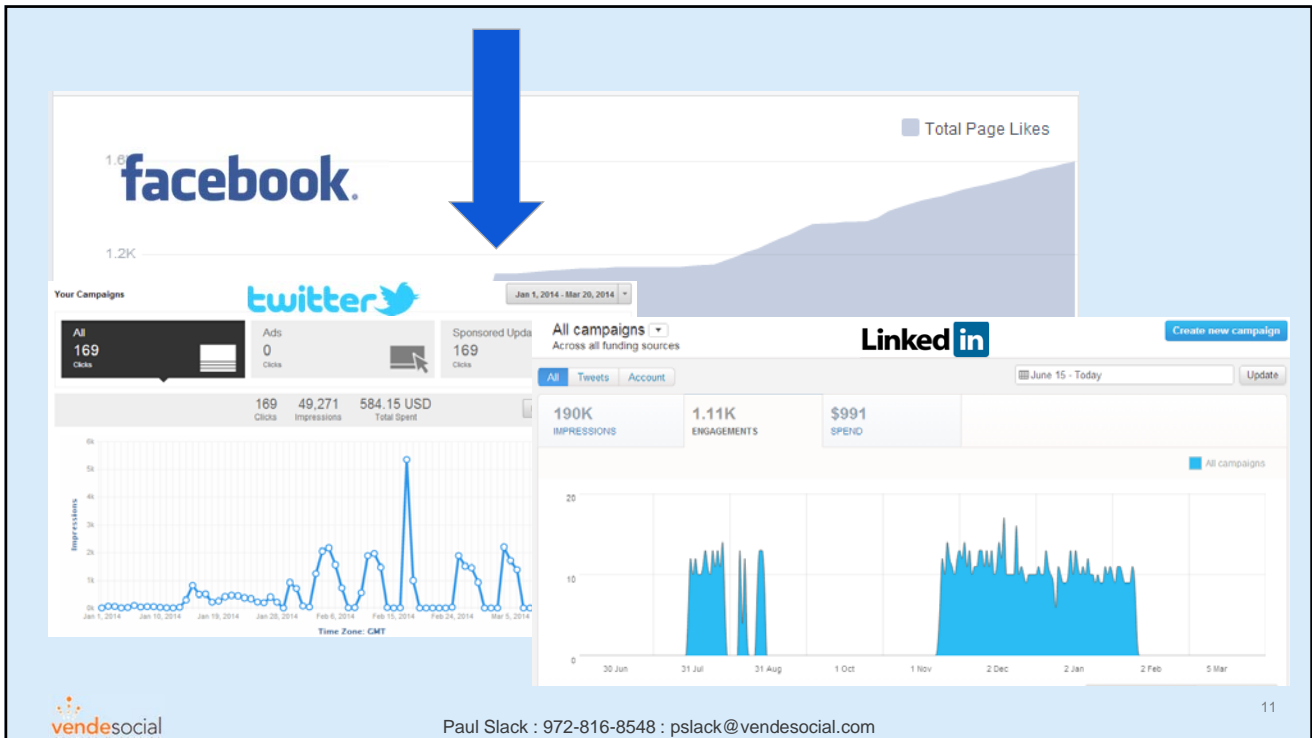 Total Page Likes
facebook.
1.2K
Your Campaigns
twitter
Jan 1, 2014 - Mar 20, 2014
All
169
Clicks
Ads
0
Clicks
Sponsored Upda
169
Clicks
169 49,271 584.15 USD
Clicks Impressions Total Spent
6k
5k
4k
3k
2k
1k
0k
Impressions
Jan 1, 2014 Jan 10, 2014 Jan 19, 2014 Jan 28, 2014 Feb 6, 2014 Feb 15, 2014 Feb 24, 2014 Mar 5, 2014
Time Zone: GMT
All campaigns
Across all funding sources
Linked in
Create new campaign
All Tweets Account
June 15 - Today
Update
190K 1.11K $991
IMPRESSIONS ENGAGEMENTS SPEND
All campaigns
20
10
0
30 Jun 31 Jul 31 Aug 1 Oct 1 Nov 2 Dec 2 Jan 2 Feb 5 Mar
vendesocial
Paul Slack : 972-816-8548 : pslack@vendesocial.com
11